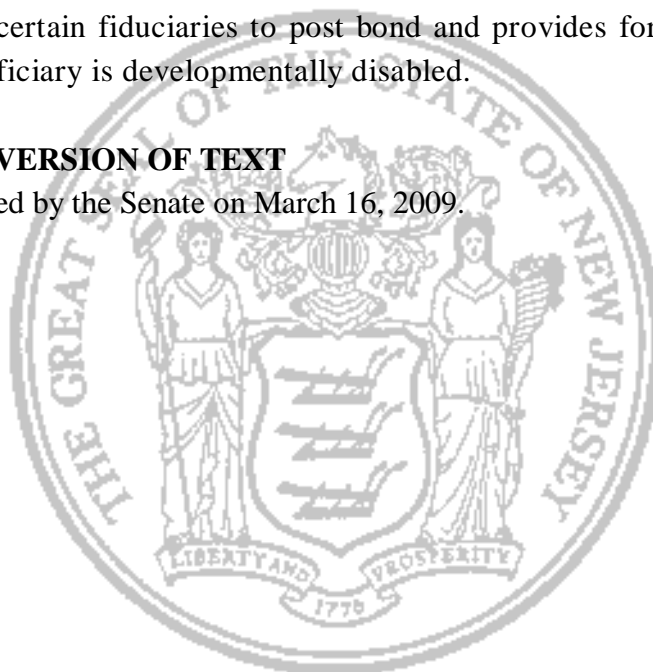 certain fiduciaries to post bond and provides for
ficiary is developmentally disabled.
VERSION OF TEXT
ed by the Senate on March 16, 2009.
THE GREAT SEAL OF THE STATE OF NEW JERSEY
LIBERTY AND PROSPERITY
1776